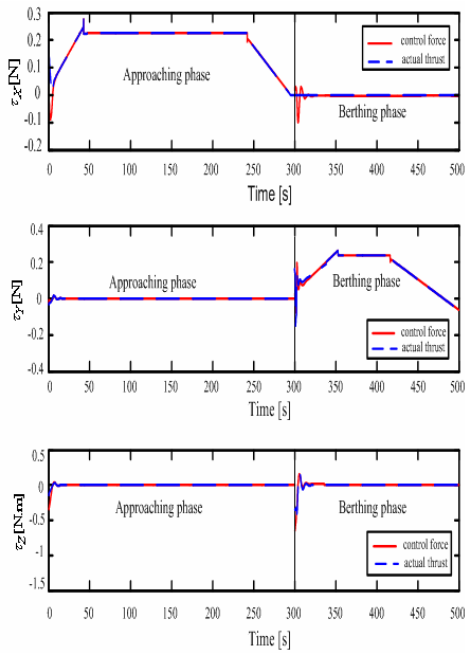 0.3
0.2
0.1
0
-0.1
-0.2
τX[N]
Approaching phase
Berthing phase
control force
actual thrust
0 50 100 150 200 250 300 350 400 450 500
Time [s]
0.4
0.2
0
-0.2
-0.4
τY[N]
Approaching phase
Berthing phase
control force
actual thrust
0 50 100 150 200 250 300 350 400 450 500
Time [s]
0.5
0
-0.5
-1
-1.5
τZ[N.m]
Approaching phase
Berthing phase
control force
actual thrust
0 50 100 150 200 250 300 350 400 450 500
Time [s]